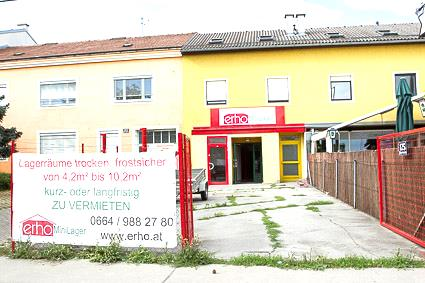 erho
Lagerräume trocken, frostsicher
von 4,2m² bis 10,2m²
kurz- oder langfristig
ZU VERMIETEN
erho MiniLager
0664 / 988 27 80
www.erho.at